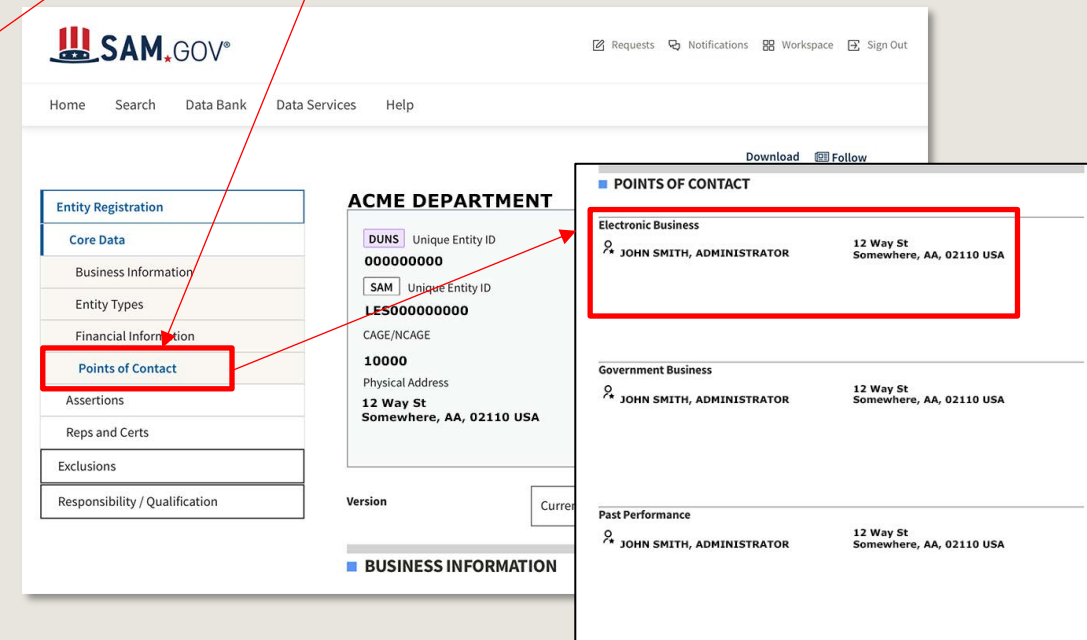 SAM.GOV®
Requests Notifications Workspace Sign Out
Home Search Data Bank Data Services Help
Download Follow
Entity Registration
Core Data
Business Information
Entity Types
Financial Information
Points of Contact
Assertions
Reps and Certs
Exclusions
Responsibility / Qualification
ACME DEPARTMENT
DUNS Unique Entity ID
000000000
SAM Unique Entity ID
LES000000000
CAGE/NCAGE
10000
Physical Address
12 Way St
Somewhere, AA, 02110 USA
Version
BUSINESS INFORMATION
POINTS OF CONTACT
Electronic Business
JOHN SMITH, ADMINISTRATOR
12 Way St
Somewhere, AA, 02110 USA
Government Business
JOHN SMITH, ADMINISTRATOR
12 Way St
Somewhere, AA, 02110 USA
Past Performance
JOHN SMITH, ADMINISTRATOR
12 Way St
Somewhere, AA, 02110 USA